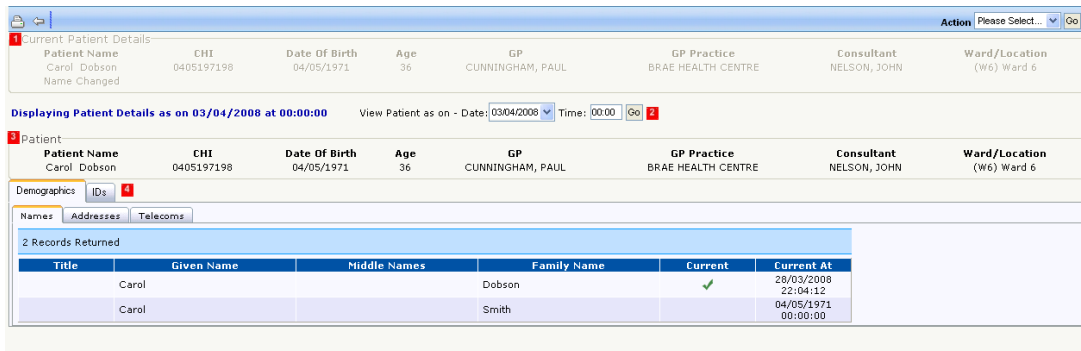 Action Please Select... Go
1 Current Patient Details
Patient Name CHI Date Of Birth Age GP GP Practice Consultant Ward/Location
Carol Dobson 0405197198 04/05/1971 36 CUNNINGHAM, PAUL BRAE HEALTH CENTRE NELSON, JOHN (W6) Ward 6
Name Changed
Displaying Patient Details as on 03/04/2008 at 00:00:00 View Patient as on - Date: 03/04/2008 Time: 00:00 Go 2
3 Patient
Patient Name CHI Date Of Birth Age GP GP Practice Consultant Ward/Location
Carol Dobson 0405197198 04/05/1971 36 CUNNINGHAM, PAUL BRAE HEALTH CENTRE NELSON, JOHN (W6) Ward 6
Demographics IDs 4
Names Addresses Telecoms
2 Records Returned
Title Given Name Middle Names Family Name Current Current At
Carol Dobson 28/03/2008
22:04:12
Carol Smith 04/05/1971
00:00:00